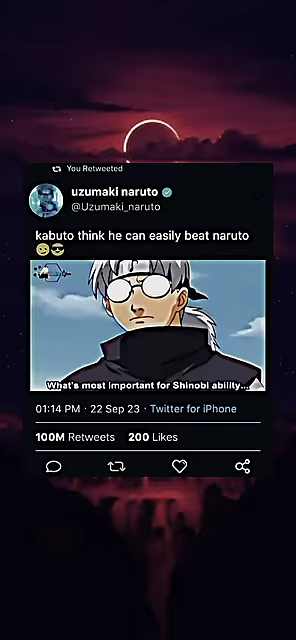 You Retweeted
uzumaki naruto
@Uzumaki_naruto
kabuto think he can easily beat naruto
😏😎
What's most important for Shinobi ability...
01:14 PM · 22 Sep 23 · Twitter for iPhone
100M Retweets 200 Likes